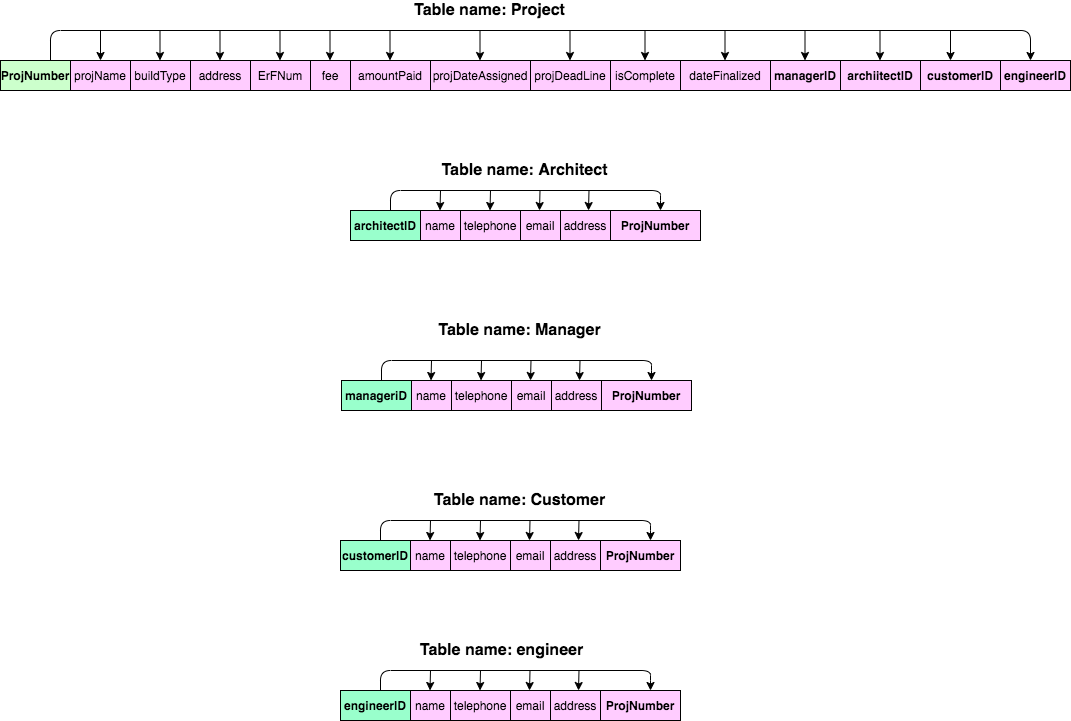 Table name: Project
ProjNumber projName buildType address ErFNum fee amountPaid projDateAssigned projDeadLine isComplete dateFinalized managerID archiitectID customerID engineerID
Table name: Architect
architectID name telephone email address ProjNumber
Table name: Manager
manageriD name telephone email address ProjNumber
Table name: Customer
customerID name telephone email address ProjNumber
Table name: engineer
engineerID name telephone email address ProjNumber